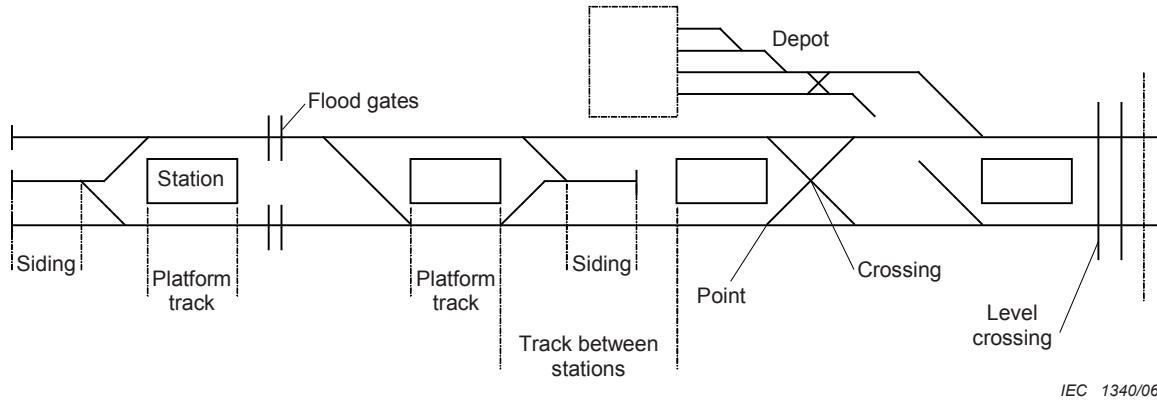 Depot
Flood gates
Station
Siding
Platform
track
Platform
track
Siding
Track between
stations
Point
Crossing
Level
crossing
IEC 1340/06